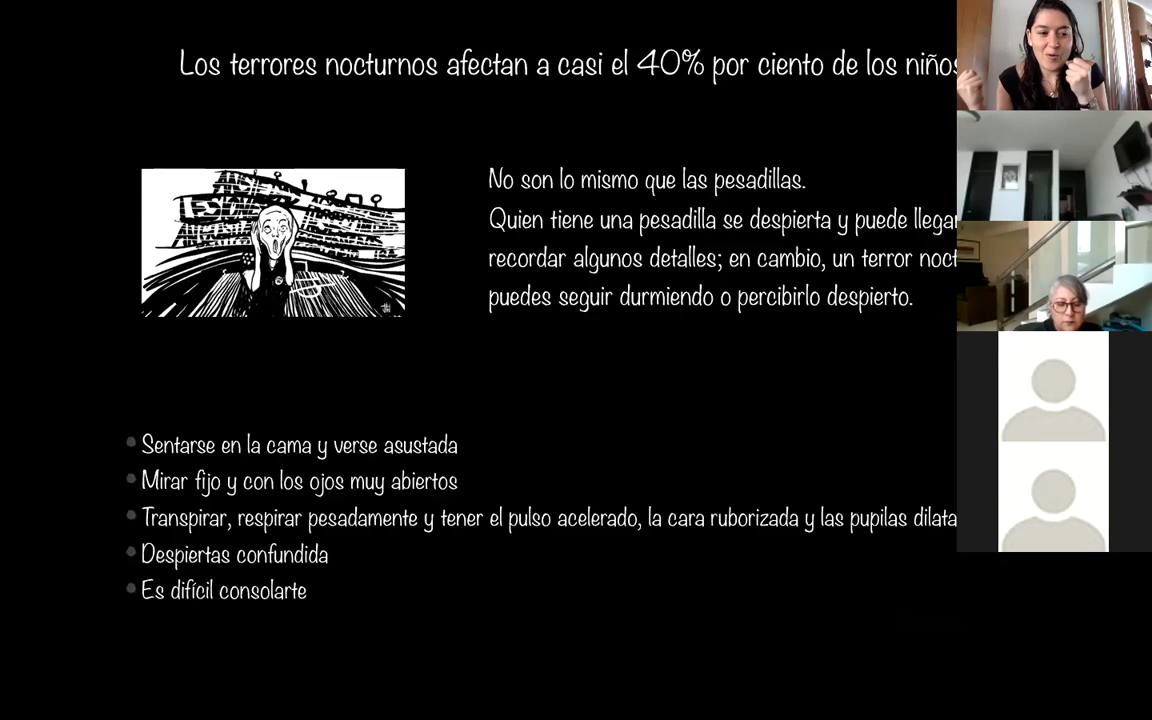 Los terrores nocturnos afectan a casi el 40% por ciento de los niños
No son lo mismo que las pesadillas.
Quien tiene una pesadilla se despierta y puede llegar
recordar algunos detalles; en cambio, un terror noct
puedes seguir durmiendo o percibirlo despierto.
Sentarse en la cama y verse asustada
Mirar fijo y con los ojos muy abiertos
Transpirar, respirar pesadamente y tener el pulso acelerado, la cara ruborizada y las pupilas dilata
Despiertas confundida
Es difícil consolarte